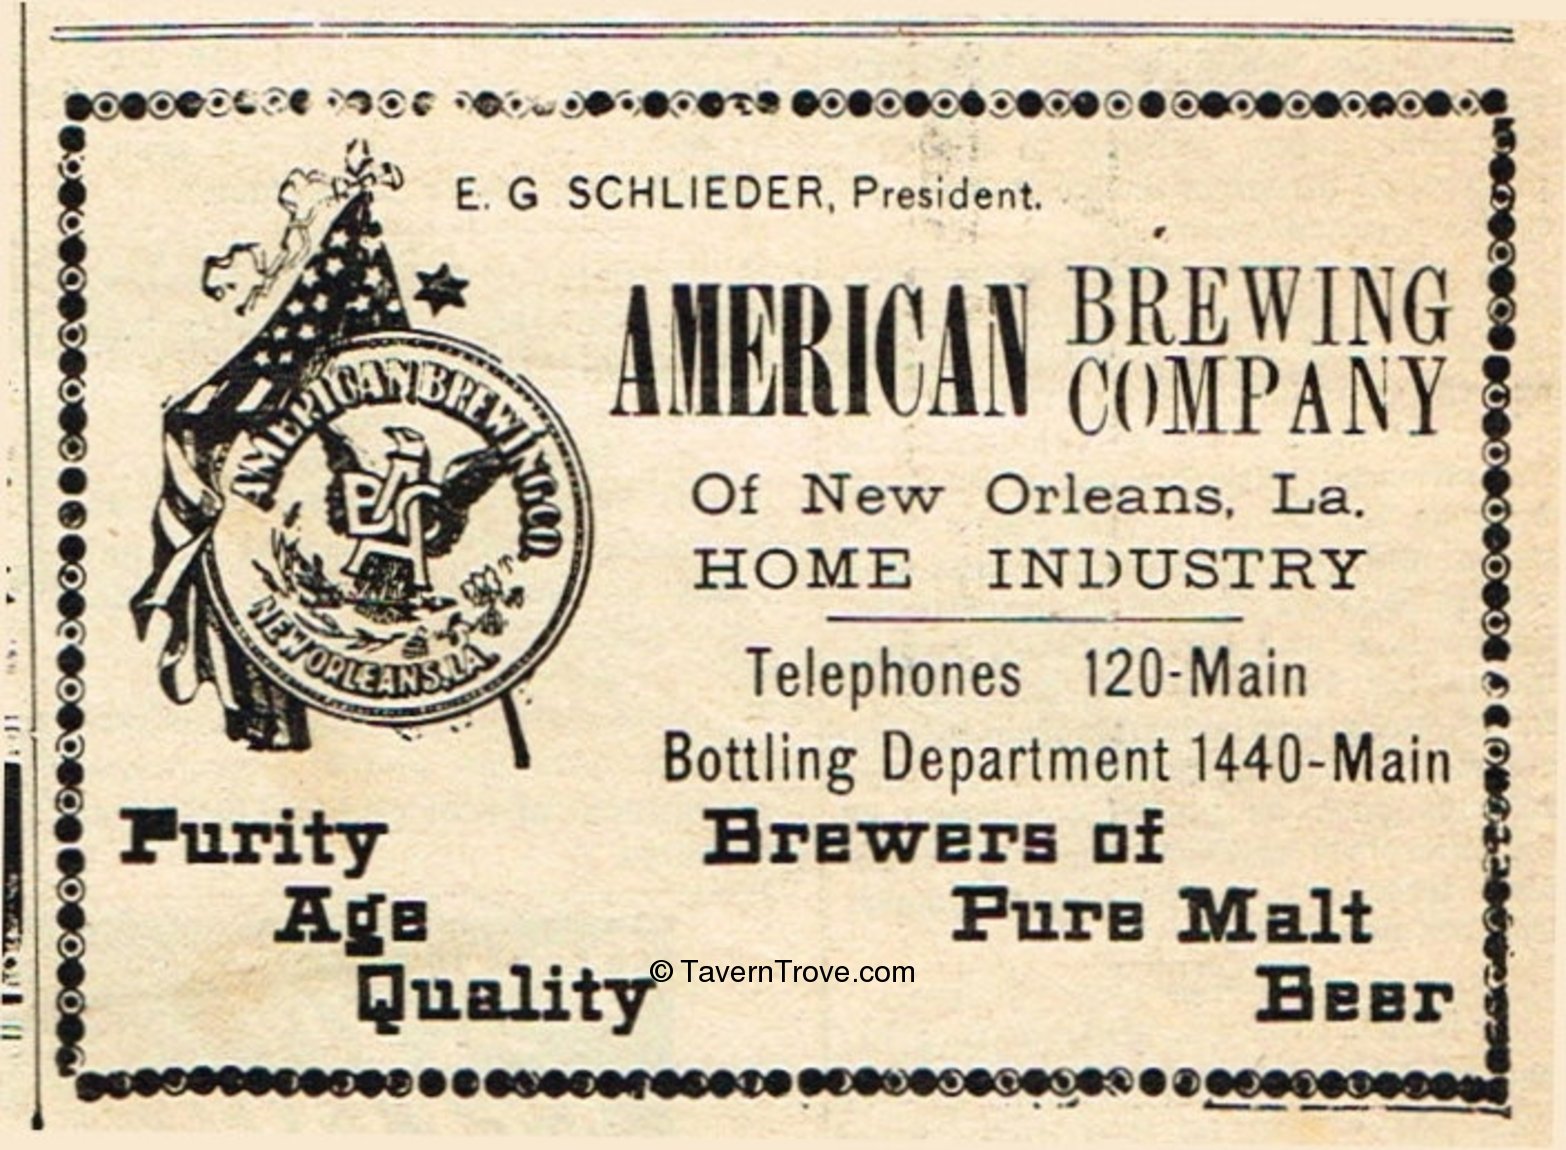 E. G SCHLIEDER, President.
AMERICAN BREWING COMPANY
Of New Orleans, La.
HOME INDUSTRY
AMERICAN BREWING CO.
NEW ORLEANS, LA.
Telephones 120-Main
Bottling Department 1440-Main
Purity
Age
Quality
Brewers of
Pure Malt
Beer
© TavernTrove.com